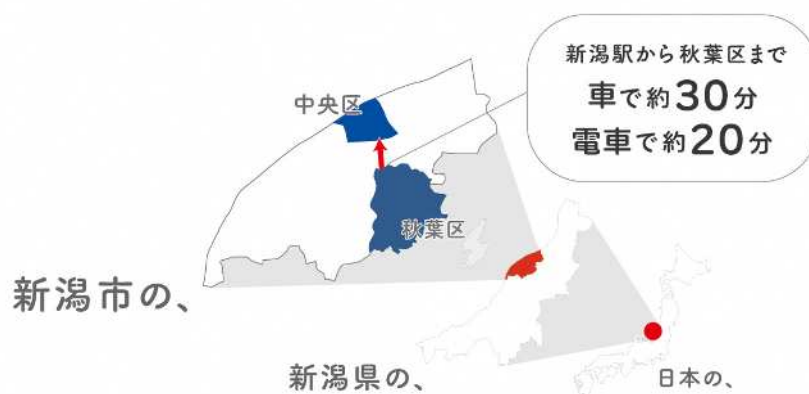 新潟駅から秋葉区まで
車で約30分
電車で約20分
中央区
秋葉区
新潟市の、
新潟県の、
日本の、